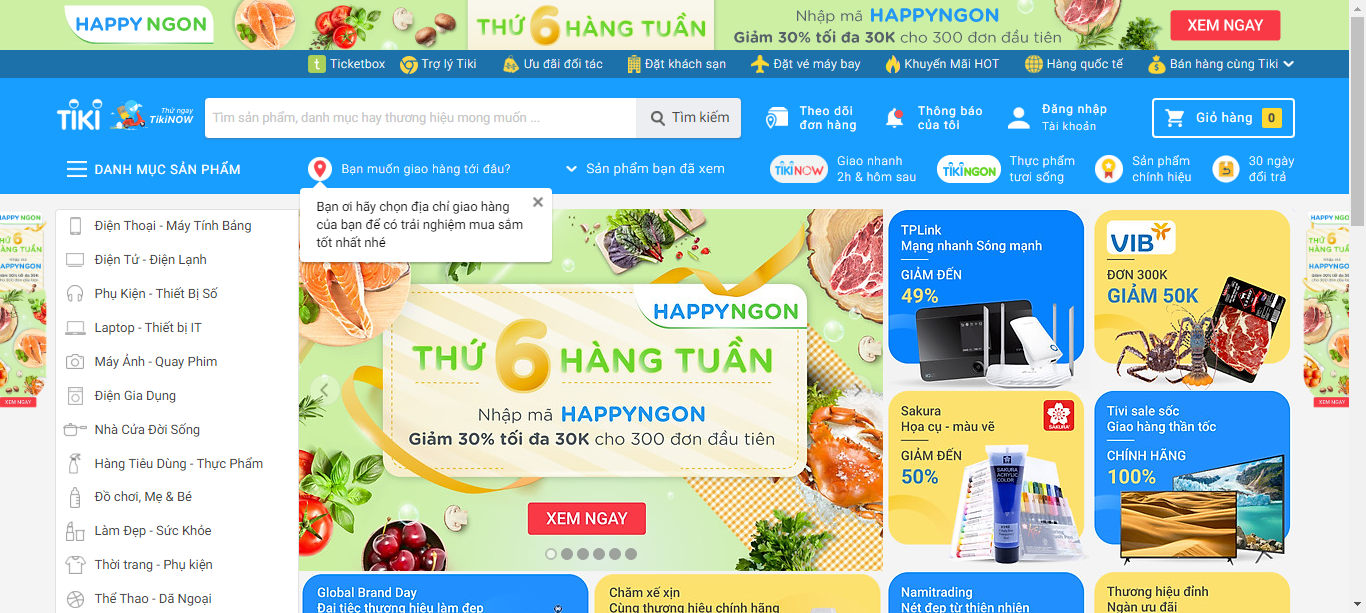 HAPPYNGON
THỨ 6 HÀNG TUẦN
Nhập mã HAPPYNGON
Giảm 30% tối đa 30K cho 300 đơn đầu tiên
XEM NGAY
Ticketbox
Trợ lý Tiki
Ưu đãi đối tác
Đặt khách sạn
Đặt vé máy bay
Khuyến Mãi HOT
Hàng quốc tế
Bán hàng cùng Tiki
TIKI
Thử ngay
TikiNOW
Tìm sản phẩm, danh mục hay thương hiệu mong muốn ...
Tìm kiếm
Theo dõi
đơn hàng
Thông báo
của tôi
Đăng nhập
Tài khoản
Giỏ hàng 0
DANH MỤC SẢN PHẨM
Bạn muốn giao hàng tới đâu?
Sản phẩm bạn đã xem
TIKINOW
Giao nhanh
2h & hôm sau
TIKINGON
Thực phẩm
tươi sống
Sản phẩm
chính hiệu
30 ngày
đổi trả
Bạn ơi hãy chọn địa chỉ giao hàng
của bạn để có trải nghiệm mua sắm
tốt nhất nhé
Điện Thoại - Máy Tính Bảng
Điện Tử - Điện Lạnh
Phụ Kiện - Thiết Bị Số
Laptop - Thiết bị IT
Máy Ảnh - Quay Phim
Điện Gia Dụng
Nhà Cửa Đời Sống
Hàng Tiêu Dùng - Thực Phẩm
Đồ chơi, Mẹ & Bé
Làm Đẹp - Sức Khỏe
Thời trang - Phụ kiện
Thể Thao - Dã Ngoại
HAPPYNGON
THỨ 6 HÀNG TUẦN
Nhập mã HAPPYNGON
Giảm 30% tối đa 30K cho 300 đơn đầu tiên
XEM NGAY
TPLink
Mạng nhanh Sóng mạnh
GIẢM ĐẾN
49%
VIB
ĐƠN 300K
GIẢM 50K
Sakura
Họa cụ - màu vẽ
SAKURA
GIẢM ĐẾN
50%
SAKURA
ACRYLIC
COLOR
Tivi sale sốc
Giao hàng thần tốc
CHÍNH HÃNG
100%
Global Brand Day
Đại tiệc thương hiệu làm đẹp
Chăm xế xịn
Cùng thương hiệu chính hãng
Namitrading
Nét đẹp từ thiên nhiên
Thương hiệu đỉnh
Ngàn ưu đãi
HAPPY NGON
XEM NGAY
HAPPY NG
XEM NGAY